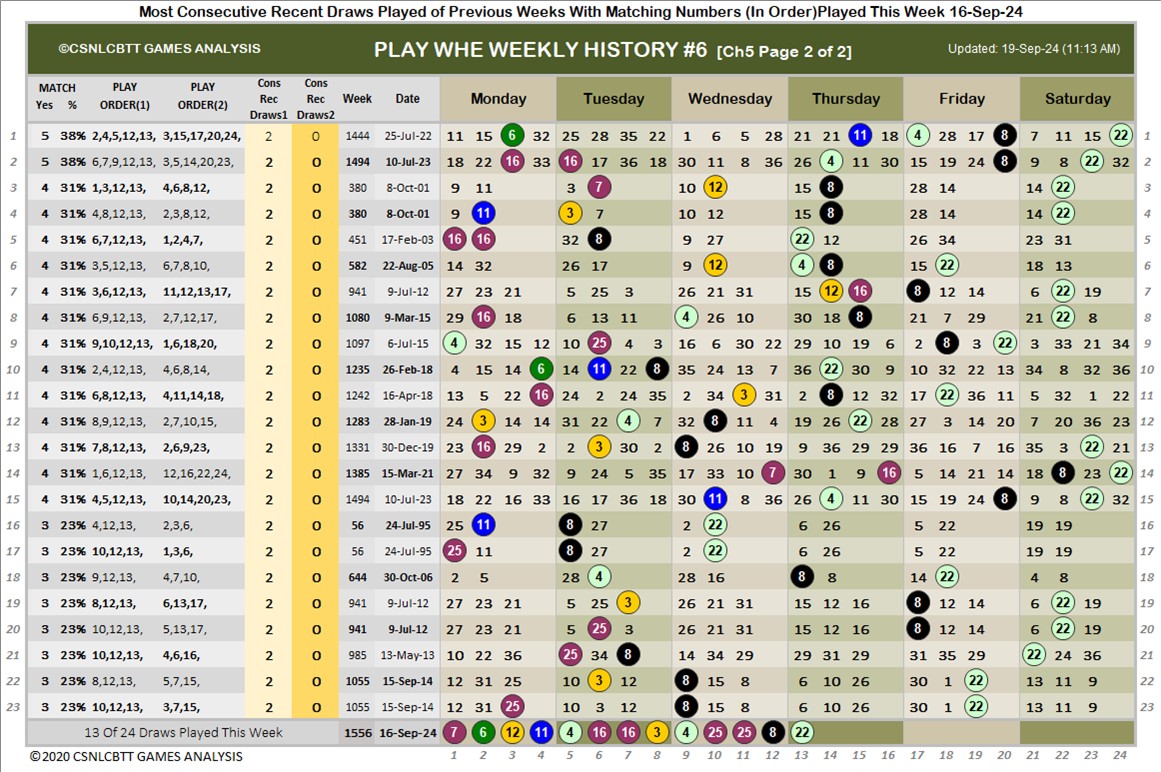 Most Consecutive Recent Draws Played of Previous Weeks With Matching Numbers (In Order)Played This Week 16-Sep-24
©CSNLCBTT GAMES ANALYSIS PLAY WHE WEEKLY HISTORY #6 [Ch5 Page 2 of 2] Updated: 19-Sep-24 (11:13 AM)
MATCH PLAY PLAY Cons Cons Week Date Monday Tuesday Wednesday Thursday Friday Saturday
Yes % ORDER(1) ORDER(2) Rec Rec
Draws1 Draws2
1 5 38% 2,4,5,12,13, 3,15,17,20,24, 2 0 1444 25-Jul-22 11 15 6 32 25 28 35 22 1 6 5 28 21 21 11 18 4 28 17 8 7 11 15 22 1
2 5 38% 6,7,9,12,13, 3,5,14,20,23, 2 0 1494 10-Jul-23 18 22 16 33 16 17 36 18 30 11 8 36 26 4 11 30 15 19 24 8 9 8 22 32 2
3 4 31% 1,3,12,13, 4,6,8,12, 2 0 380 8-Oct-01 9 11 3 7 10 12 15 8 28 14 14 22 3
4 4 31% 4,8,12,13, 2,3,8,12, 2 0 380 8-Oct-01 9 11 3 7 10 12 15 8 28 14 14 22 4
5 4 31% 6,7,12,13, 1,2,4,7, 2 0 451 17-Feb-03 16 16 32 8 9 27 22 12 26 34 23 31 5
6 4 31% 3,5,12,13, 6,7,8,10, 2 0 582 22-Aug-05 14 32 26 17 9 12 4 8 15 22 18 13 6
7 4 31% 3,6,12,13, 11,12,13,17, 2 0 941 9-Jul-12 27 23 21 5 25 3 26 21 31 15 12 16 8 12 14 6 22 19 7
8 4 31% 6,9,12,13, 2,7,12,17, 2 0 1080 9-Mar-15 29 16 18 6 13 11 4 26 10 30 18 8 21 7 29 21 22 8 8
9 4 31% 9,10,12,13, 1,6,18,20, 2 0 1097 6-Jul-15 4 32 15 12 10 25 4 3 16 6 30 22 29 10 19 6 2 8 3 22 3 33 21 34 9
10 4 31% 2,4,12,13, 4,6,8,14, 2 0 1235 26-Feb-18 4 15 14 6 14 11 22 8 35 24 13 7 36 22 30 9 10 32 22 13 34 8 32 36 10
11 4 31% 6,8,12,13, 4,11,14,18, 2 0 1242 16-Apr-18 13 5 22 16 24 2 24 35 2 34 3 31 2 8 12 32 17 22 36 11 5 32 1 22 11
12 4 31% 8,9,12,13, 2,7,10,15, 2 0 1283 28-Jan-19 24 3 14 14 31 22 4 7 32 8 11 4 19 26 22 28 27 3 14 20 7 20 36 23 12
13 4 31% 7,8,12,13, 2,6,9,23, 2 0 1331 30-Dec-19 23 16 29 2 2 3 30 2 8 26 10 19 9 36 29 29 36 16 7 16 35 3 22 21 13
14 4 31% 1,6,12,13, 12,16,22,24, 2 0 1385 15-Mar-21 27 34 9 32 9 24 5 35 17 33 10 7 30 1 9 16 5 14 21 14 18 8 23 22 14
15 4 31% 4,5,12,13, 10,14,20,23, 2 0 1494 10-Jul-23 18 22 16 33 16 17 36 18 30 11 8 36 26 4 11 30 15 19 24 8 9 8 22 32 15
16 3 23% 4,12,13, 2,3,6, 2 0 56 24-Jul-95 25 11 8 27 2 22 6 26 5 22 19 19 16
17 3 23% 10,12,13, 1,3,6, 2 0 56 24-Jul-95 25 11 8 27 2 22 6 26 5 22 19 19 17
18 3 23% 9,12,13, 4,7,10, 2 0 644 30-Oct-06 2 5 28 4 28 16 8 8 14 22 4 8 18
19 3 23% 8,12,13, 6,13,17, 2 0 941 9-Jul-12 27 23 21 5 25 3 26 21 31 15 12 16 8 12 14 6 22 19 19
20 3 23% 10,12,13, 5,13,17, 2 0 941 9-Jul-12 27 23 21 5 25 3 26 21 31 15 12 16 8 12 14 6 22 19 20
21 3 23% 10,12,13, 4,6,16, 2 0 985 13-May-13 10 22 36 25 34 8 14 34 29 29 31 29 31 35 29 22 24 36 21
22 3 23% 8,12,13, 5,7,15, 2 0 1055 15-Sep-14 12 31 25 10 3 12 8 15 8 6 10 26 30 1 22 13 11 9 22
23 3 23% 10,12,13, 3,7,15, 2 0 1055 15-Sep-14 12 31 25 10 3 12 8 15 8 6 10 26 30 1 22 13 11 9 23
13 Of 24 Draws Played This Week 1556 16-Sep-24 7 6 12 11 4 16 16 3 4 25 25 8 22
©2020 CSNLCBTT GAMES ANALYSIS 1 2 3 4 5 6 7 8 9 10 11 12 13 14 15 16 17 18 19 20 21 22 23 24